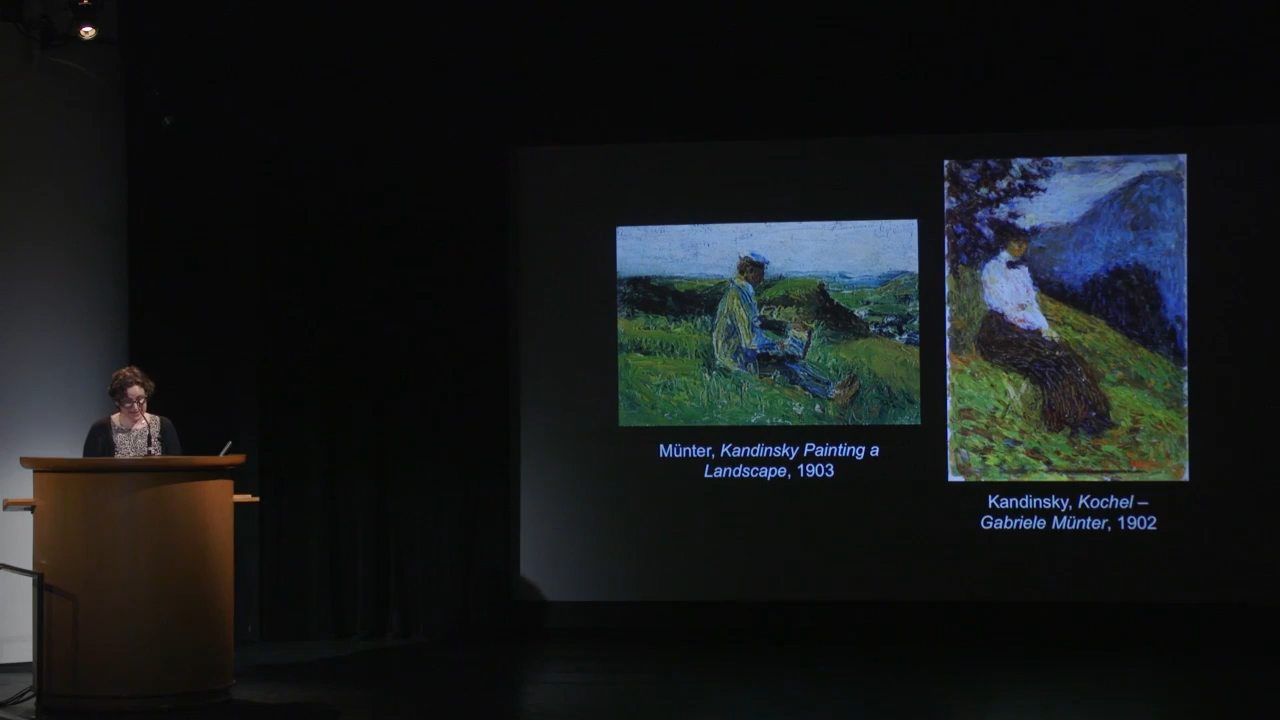 Münter, Kandinsky Painting a
Landscape, 1903
Kandinsky, Kochel –
Gabriele Münter, 1902